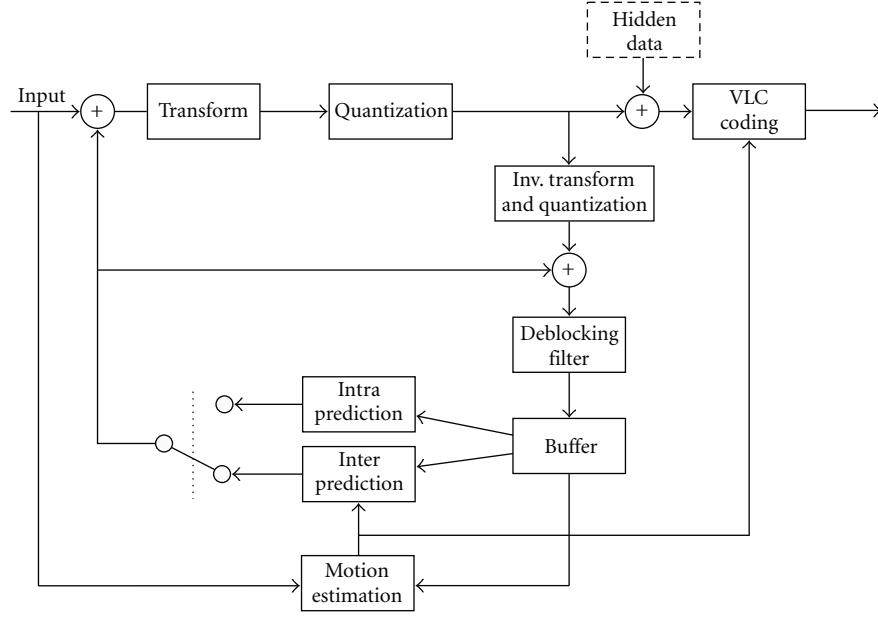 Hidden
data
Input
+
Transform
Quantization
+
VLC
coding
Inv. transform
and quantization
+
Deblocking
filter
Intra
prediction
Buffer
Inter
prediction
Motion
estimation